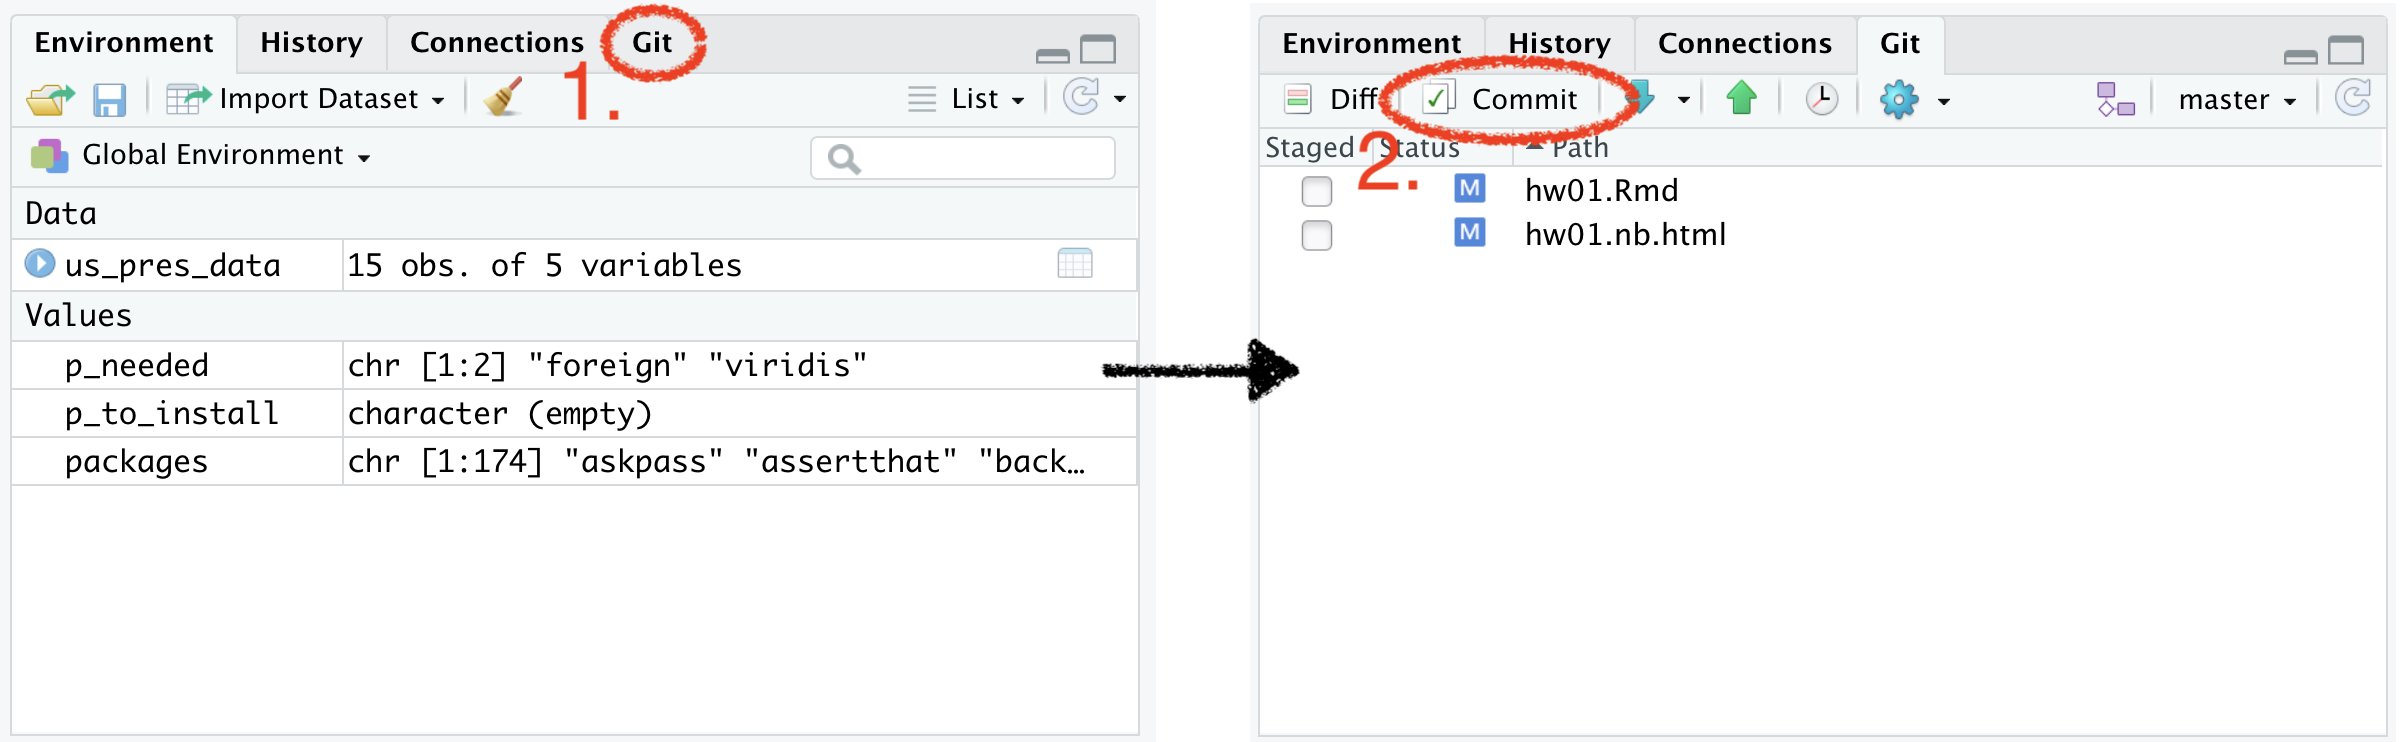 Environment History Connections Git
1.
Import Dataset List
Global Environment
Data
us_pres_data 15 obs. of 5 variables
Values
p_needed chr [1:2] "foreign" "viridis"
p_to_install character (empty)
packages chr [1:174] "askpass" "assertthat" "back…
Environment History Connections Git
Diff Commit master
2.
Staged Status Path
M hw01.Rmd
M hw01.nb.html